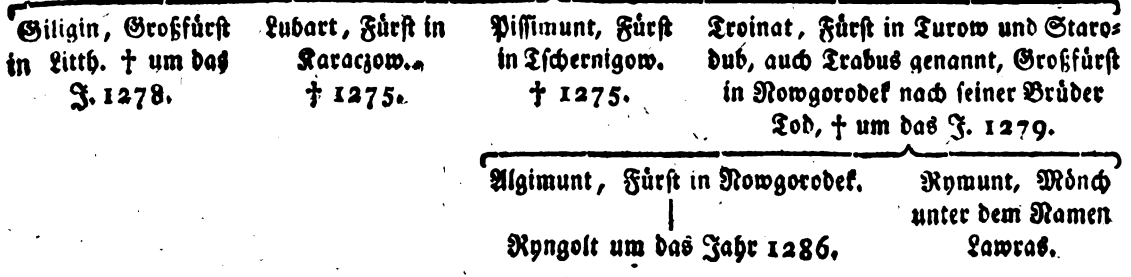 Giligin, Großfürst
in Litth. † um das
J. 1278.
Lubart, Fürst in
Karaczow.
† 1275.
Pissimunt, Fürst
in Tschernigow.
† 1275.
Troinat, Fürst in Turow und Staro-
dub, auch Trabus genannt, Großfürst
in Nowgorodek nach seiner Brüder
Tod, † um das J. 1279.
Algimunt, Fürst in Nowgorodek.
Ryngolt um das Jahr 1286.
Rymunt, Mönch
unter dem Namen
Lawras.